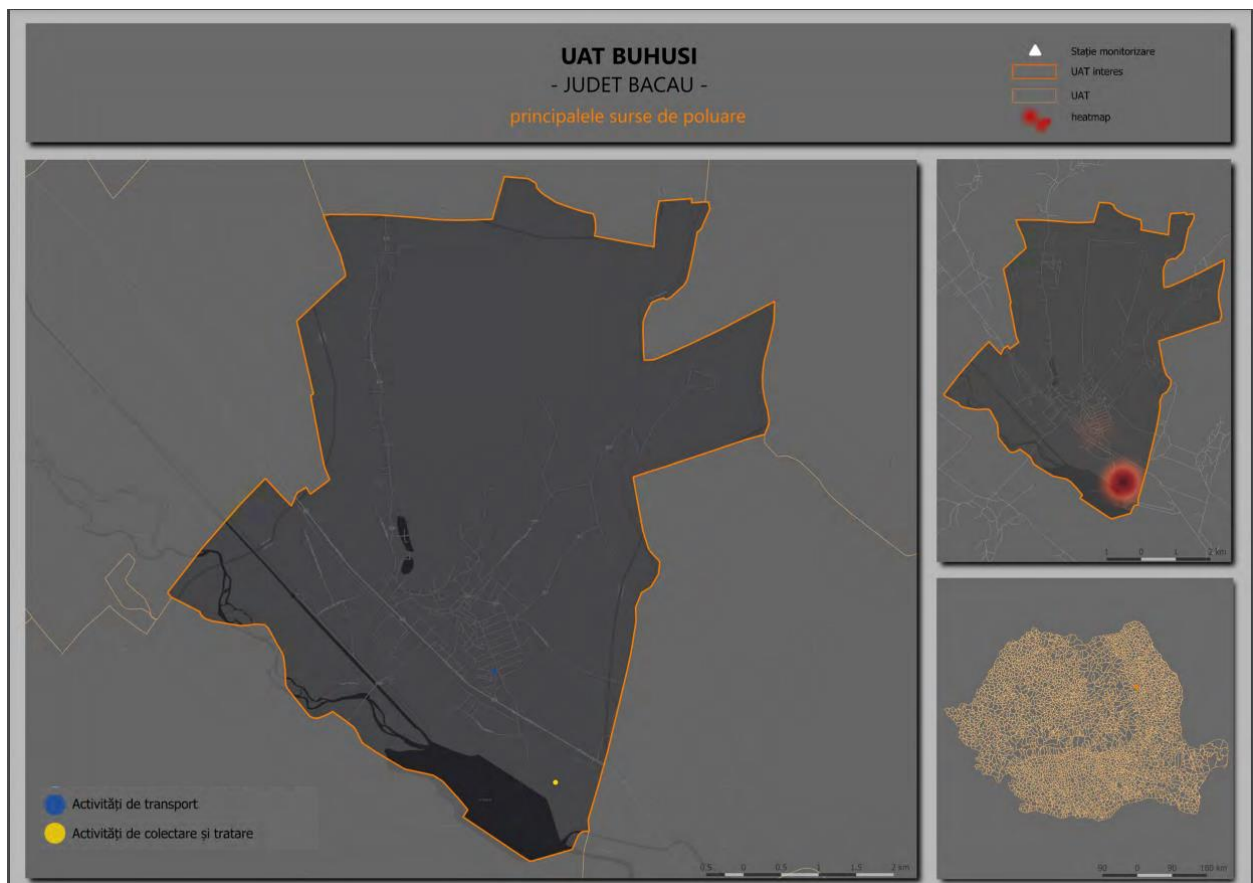 UAT BUHUSI
- JUDET BACAU -
principalele surse de poluare
Stație monitorizare
UAT interes
UAT
heatmap
1 0 1 2 km
Activități de transport
Activități de colectare și tratare
0.5 0 0.5 1 1.5 2 km
90 0 90 180 km